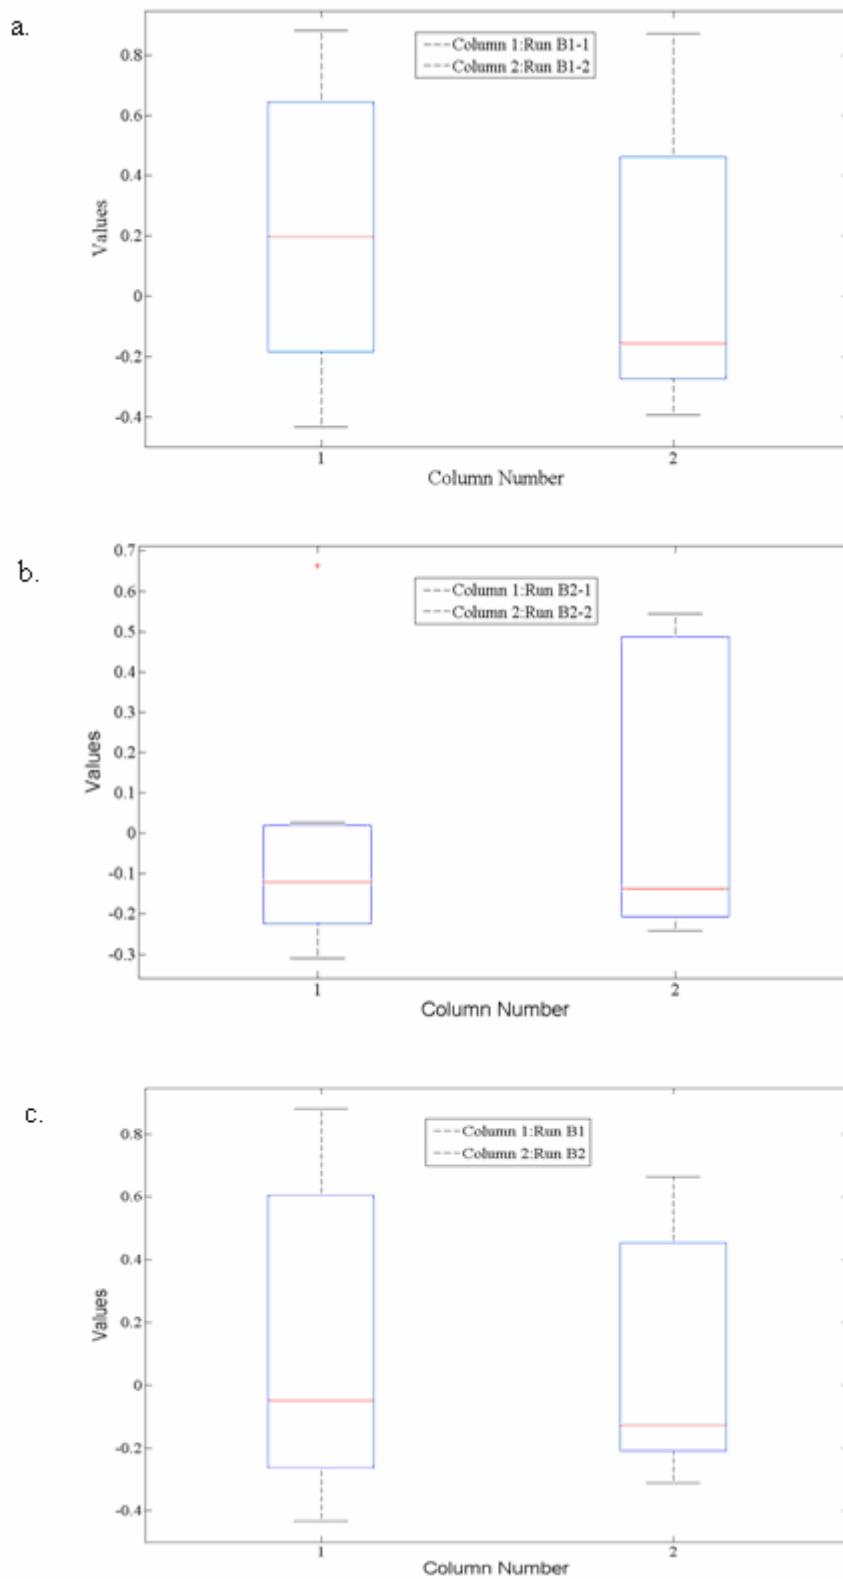 a.
0.8
0.6
0.4
0.2
0
-0.2
-0.4
Values
Column 1:Run B1-1
Column 2:Run B1-2
1
2
Column Number
b.
0.7
0.6
0.5
0.4
0.3
0.2
0.1
0
-0.1
-0.2
-0.3
Values
Column 1:Run B2-1
Column 2:Run B2-2
1
2
Column Number
c.
0.8
0.6
0.4
0.2
0
-0.2
-0.4
Values
Column 1:Run B1
Column 2:Run B2
1
2
Column Number